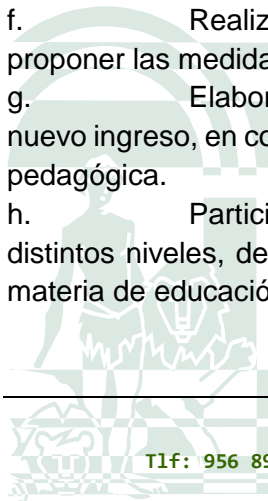 f. Realiz
proponer las medida
g. Elabor
nuevo ingreso, en co
pedagógica.
h. Partici
distintos niveles, de
materia de educació
Tlf: 956 89